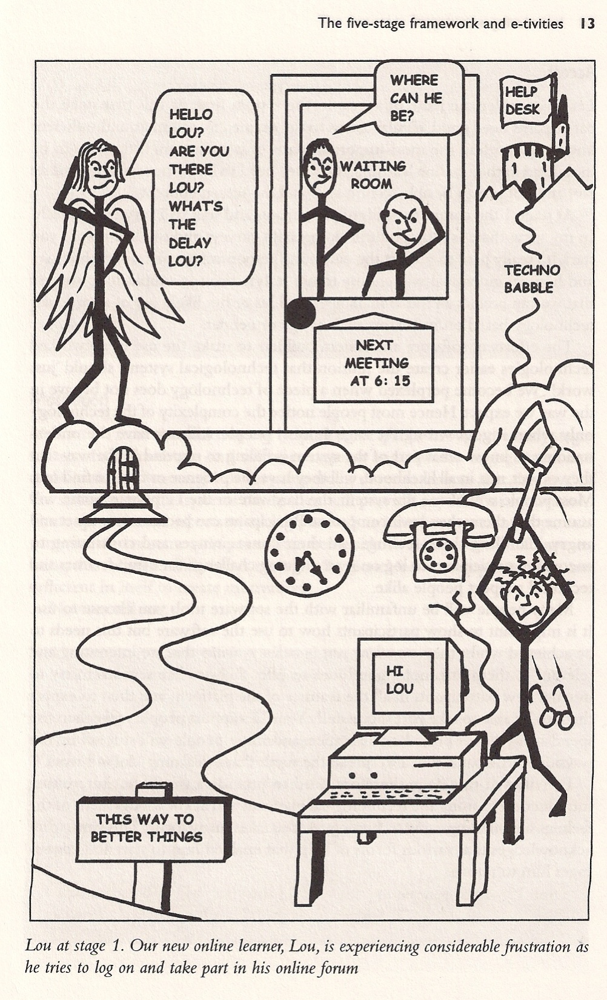 The five-stage framework and e-tivities 13
HELLO
LOU?
ARE YOU
THERE
LOU?
WHAT'S
THE
DELAY
LOU?
WHERE
CAN HE
BE?
HELP
DESK
WAITING
ROOM
TECHNO
BABBLE
NEXT
MEETING
AT 6: 15
HI
LOU
THIS WAY TO
BETTER THINGS
Lou at stage 1. Our new online learner, Lou, is experiencing considerable frustration as
he tries to log on and take part in his online forum